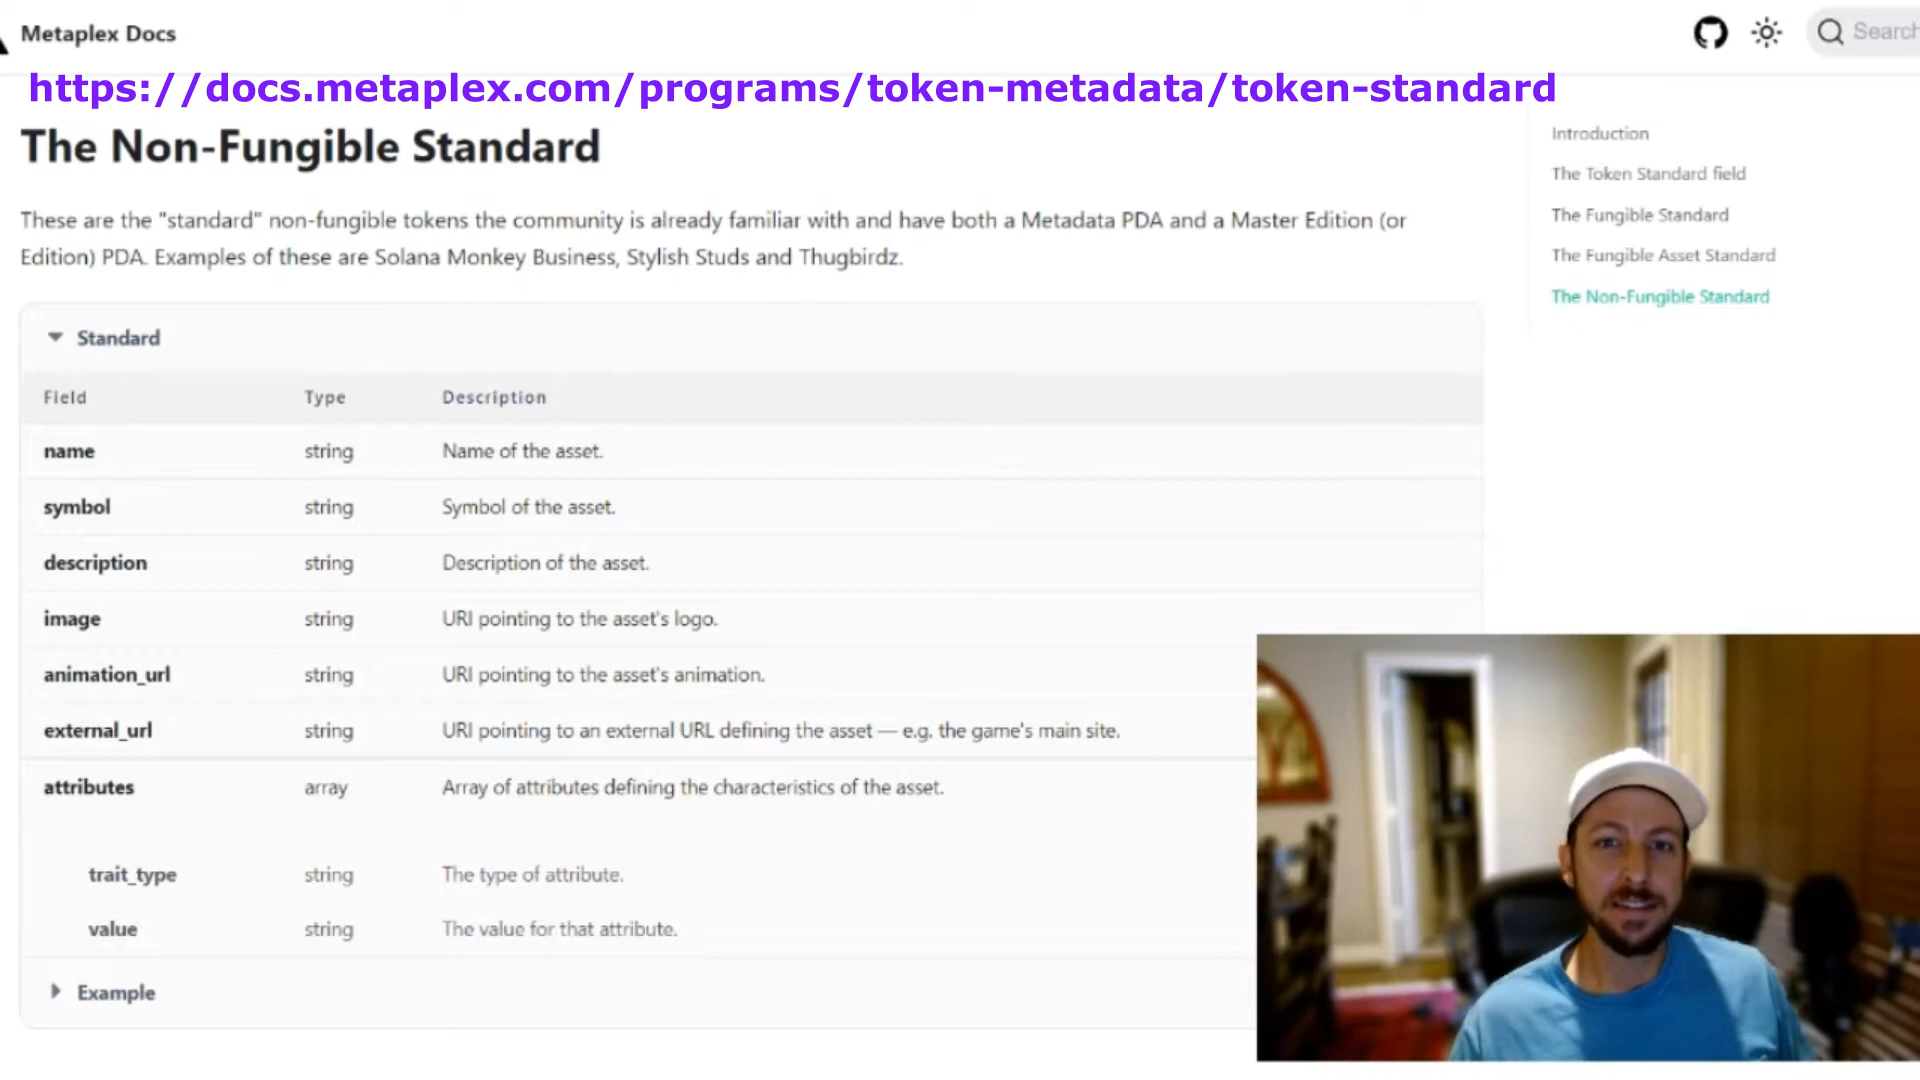 Metaplex Docs
Search
https://docs.metaplex.com/programs/token-metadata/token-standard
The Non-Fungible Standard
These are the "standard" non-fungible tokens the community is already familiar with and have both a Metadata PDA and a Master Edition (or
Edition) PDA. Examples of these are Solana Monkey Business, Stylish Studs and Thugbirdz.
Standard
Field Type Description
name string Name of the asset.
symbol string Symbol of the asset.
description string Description of the asset.
image string URI pointing to the asset's logo.
animation_url string URI pointing to the asset's animation.
external_url string URI pointing to an external URL defining the asset — e.g. the game's main site.
attributes array Array of attributes defining the characteristics of the asset.
trait_type string The type of attribute.
value string The value for that attribute.
Example
Introduction
The Token Standard field
The Fungible Standard
The Fungible Asset Standard
The Non-Fungible Standard